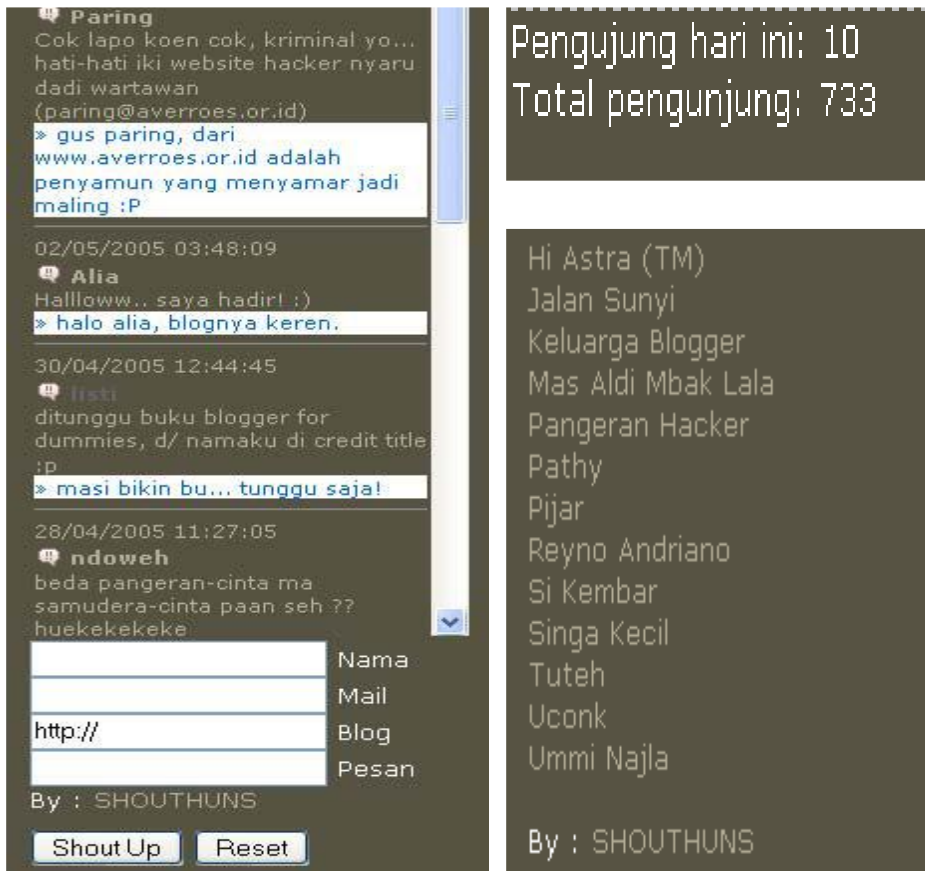 Paring
Cok lapo koen cok, kriminal yo...
hati-hati iki website hacker nyaru
dadi wartawan
(paring@averroes.or.id)
» gus paring, dari
www.averroes.or.id adalah
penyamun yang menyamar jadi
maling :P
02/05/2005 03:48:09
Alia
Hallloww.. saya hadir! :)
» halo alia, blognya keren.
30/04/2005 12:44:45
listi
ditunggu buku blogger for
dummies, d/ namaku di credit title
:p
» masi bikin bu... tunggu saja!
28/04/2005 11:27:05
ndoweh
beda pangeran-cinta ma
samudera-cinta paan seh ??
huekekekeke
Nama
Mail
http:// Blog
Pesan
By : SHOUTHUNS
Shout Up Reset
Pengujung hari ini: 10
Total pengunjung: 733
Hi Astra (TM)
Jalan Sunyi
Keluarga Blogger
Mas Aldi Mbak Lala
Pangeran Hacker
Pathy
Pijar
Reyno Andriano
Si Kembar
Singa Kecil
Tuteh
Uconk
Ummi Najla
By : SHOUTHUNS